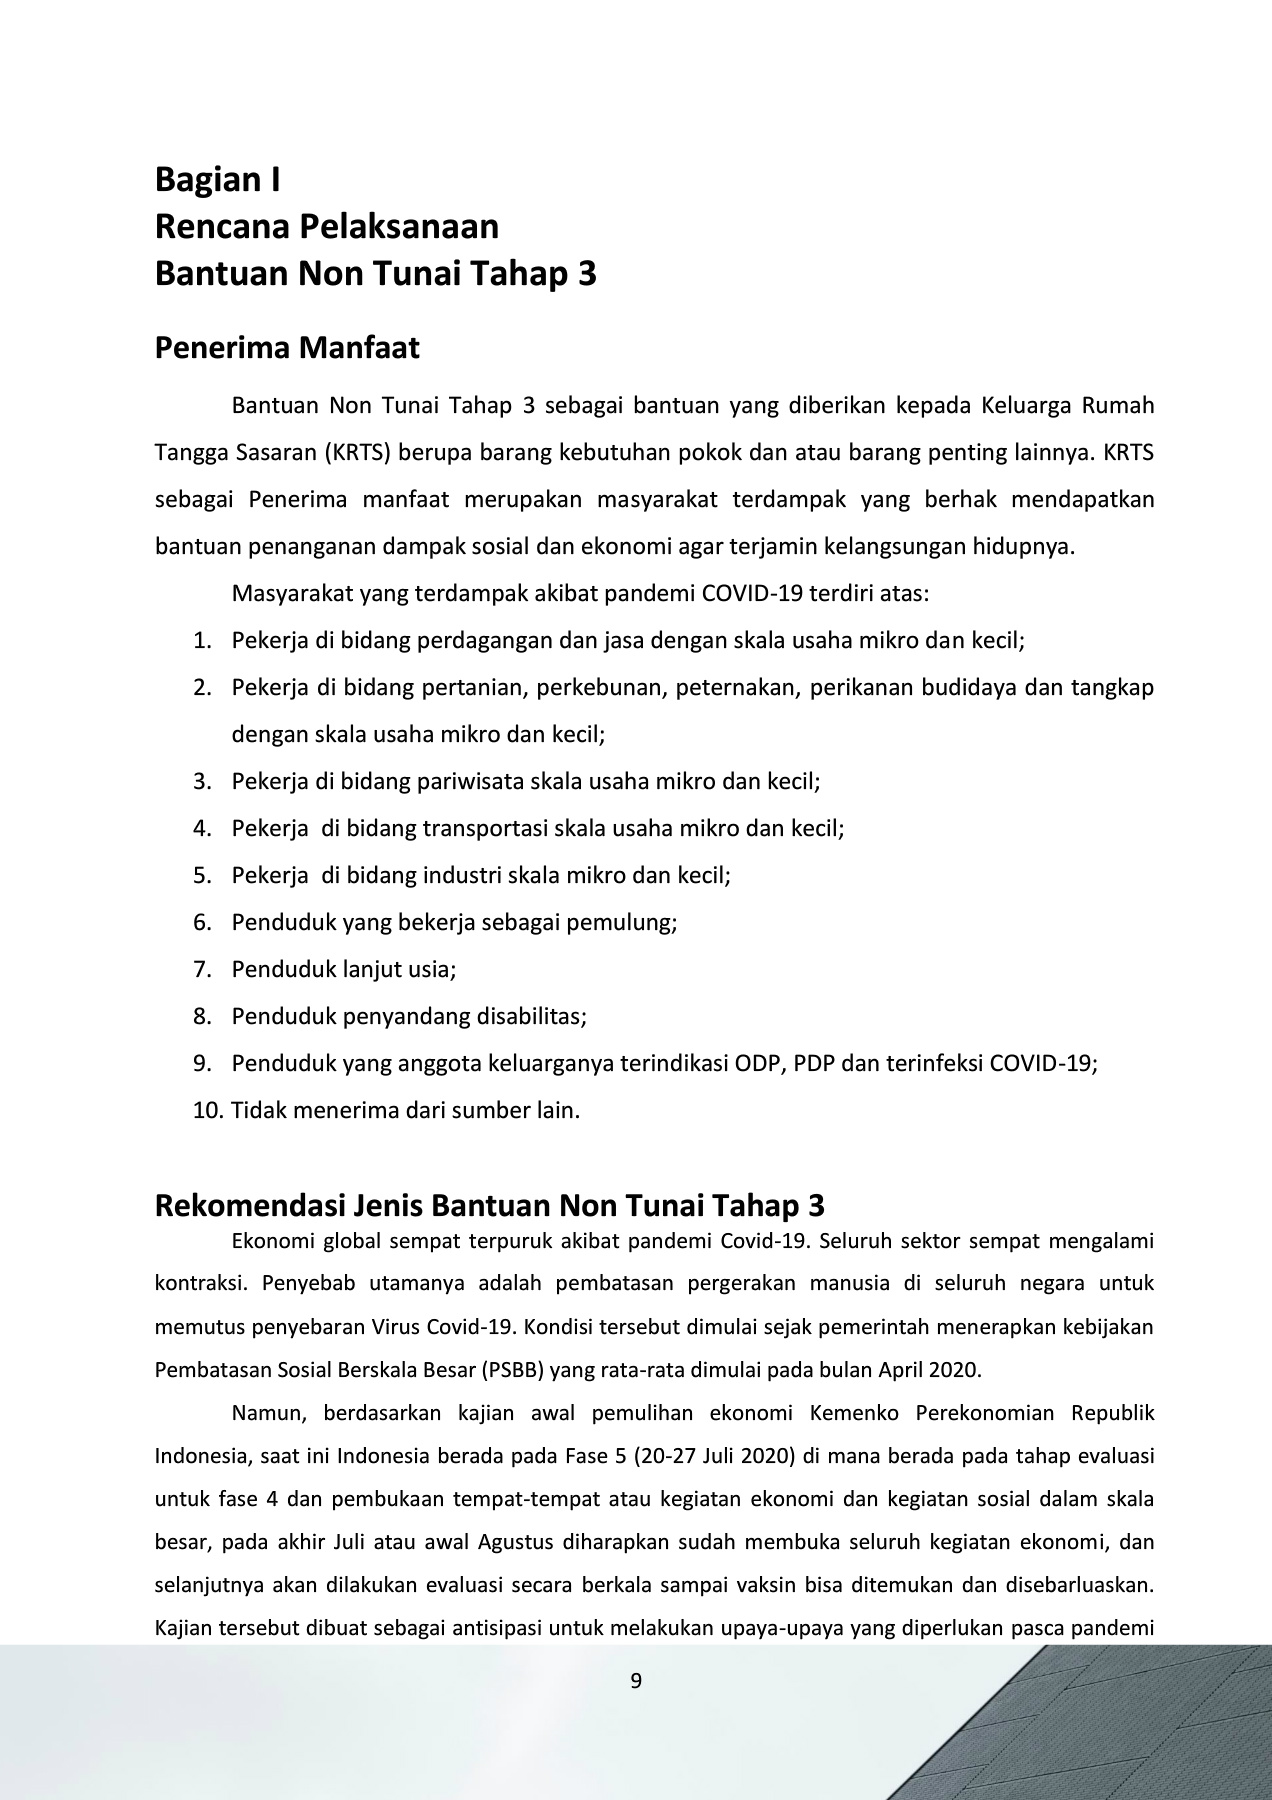 Bagian I
Rencana Pelaksanaan
Bantuan Non Tunai Tahap 3
Penerima Manfaat
Bantuan Non Tunai Tahap 3 sebagai bantuan yang diberikan kepada Keluarga Rumah
Tangga Sasaran (KRTS) berupa barang kebutuhan pokok dan atau barang penting lainnya. KRTS
sebagai Penerima manfaat merupakan masyarakat terdampak yang berhak mendapatkan
bantuan penanganan dampak sosial dan ekonomi agar terjamin kelangsungan hidupnya.
Masyarakat yang terdampak akibat pandemi COVID-19 terdiri atas:
1. Pekerja di bidang perdagangan dan jasa dengan skala usaha mikro dan kecil;
2. Pekerja di bidang pertanian, perkebunan, peternakan, perikanan budidaya dan tangkap
dengan skala usaha mikro dan kecil;
3. Pekerja di bidang pariwisata skala usaha mikro dan kecil;
4. Pekerja  di bidang transportasi skala usaha mikro dan kecil;
5. Pekerja  di bidang industri skala mikro dan kecil;
6. Penduduk yang bekerja sebagai pemulung;
7. Penduduk lanjut usia;
8. Penduduk penyandang disabilitas;
9. Penduduk yang anggota keluarganya terindikasi ODP, PDP dan terinfeksi COVID-19;
10. Tidak menerima dari sumber lain.
Rekomendasi Jenis Bantuan Non Tunai Tahap 3
Ekonomi global sempat terpuruk akibat pandemi Covid-19. Seluruh sektor sempat mengalami
kontraksi. Penyebab utamanya adalah pembatasan pergerakan manusia di seluruh negara untuk
memutus penyebaran Virus Covid-19. Kondisi tersebut dimulai sejak pemerintah menerapkan kebijakan
Pembatasan Sosial Berskala Besar (PSBB) yang rata-rata dimulai pada bulan April 2020.
Namun, berdasarkan kajian awal pemulihan ekonomi Kemenko Perekonomian Republik
Indonesia, saat ini Indonesia berada pada Fase 5 (20-27 Juli 2020) di mana berada pada tahap evaluasi
untuk fase 4 dan pembukaan tempat-tempat atau kegiatan ekonomi dan kegiatan sosial dalam skala
besar, pada akhir Juli atau awal Agustus diharapkan sudah membuka seluruh kegiatan ekonomi, dan
selanjutnya akan dilakukan evaluasi secara berkala sampai vaksin bisa ditemukan dan disebarluaskan.
Kajian tersebut dibuat sebagai antisipasi untuk melakukan upaya-upaya yang diperlukan pasca pandemi
9